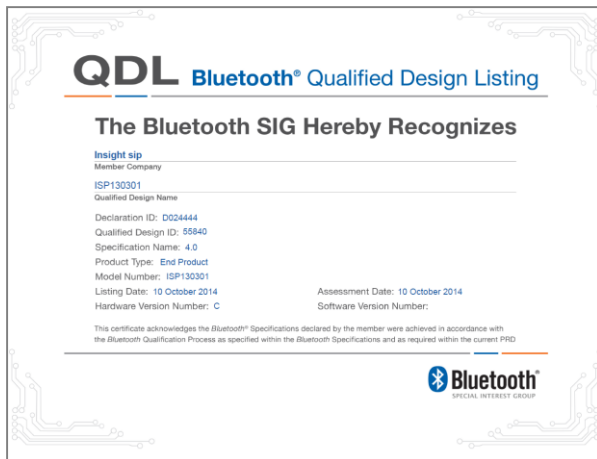 QDL Bluetooth® Qualified Design Listing
The Bluetooth SIG Hereby Recognizes
Insight sip
Member Company
ISP130301
Qualified Design Name
Declaration ID: D024444
Qualified Design ID: 55840
Specification Name: 4.0
Product Type: End Product
Model Number: ISP130301
Listing Date: 10 October 2014 Assessment Date: 10 October 2014
Hardware Version Number: C Software Version Number:
This certificate acknowledges the Bluetooth® Specifications declared by the member were achieved in accordance with
the Bluetooth Qualification Process as specified within the Bluetooth Specifications and as required within the current PRD
Bluetooth®
SPECIAL INTEREST GROUP